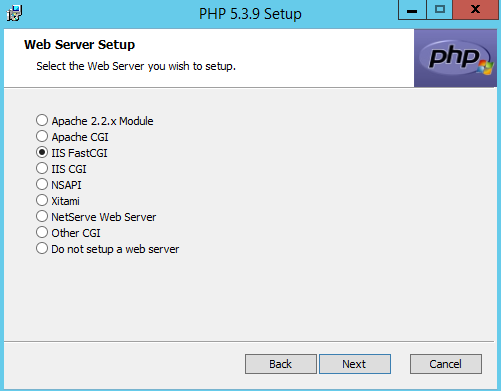 PHP 5.3.9 Setup
Web Server Setup
Select the Web Server you wish to setup.
php
Apache 2.2.x Module
Apache CGI
IIS FastCGI
IIS CGI
NSAPI
Xitami
NetServe Web Server
Other CGI
Do not setup a web server
Back Next Cancel